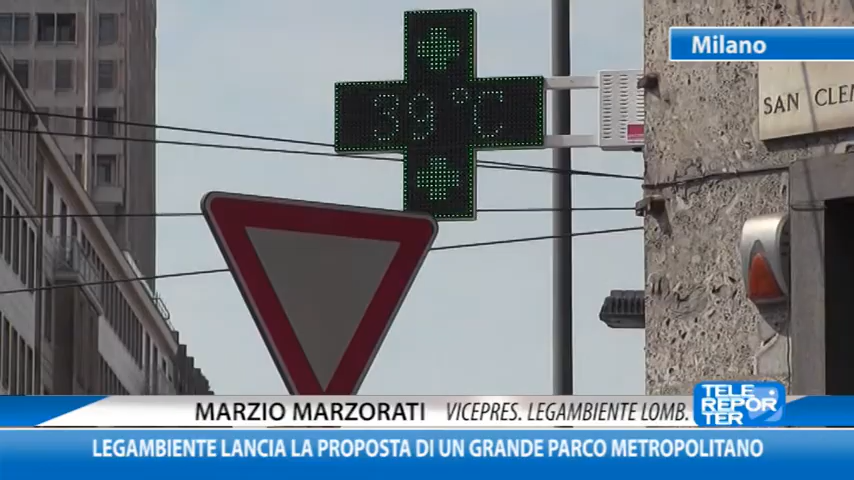 Milano
39°C
SAN CLEM
MARZIO MARZORATI VICEPRES. LEGAMBIENTE LOMB.
TELE
REPOR
TER
LEGAMBIENTE LANCIA LA PROPOSTA DI UN GRANDE PARCO METROPOLITANO